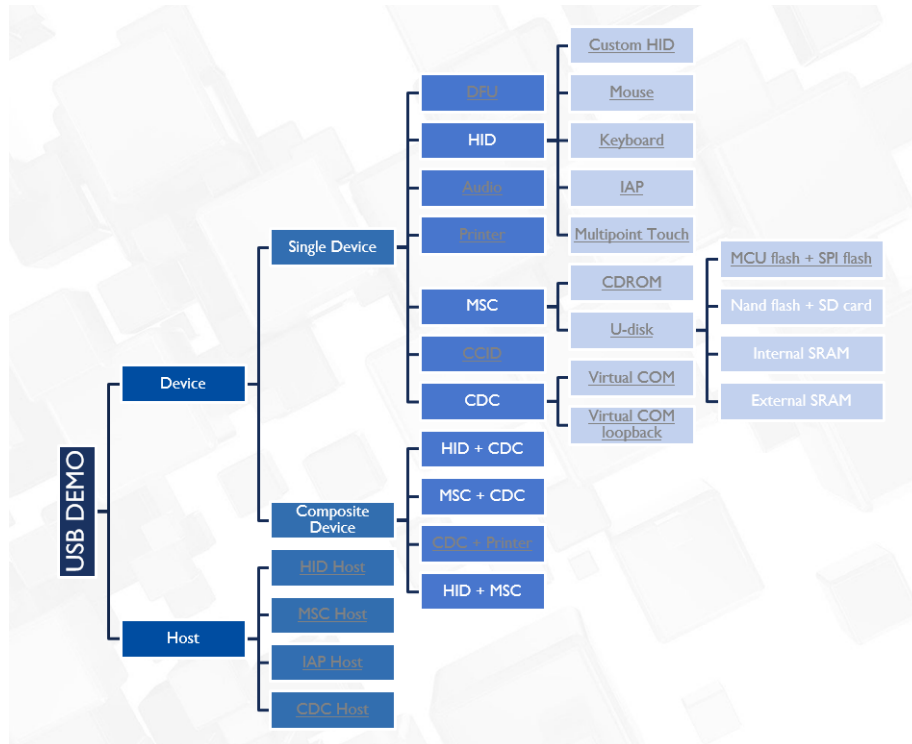 USB DEMO
Device
Single Device
DFU
HID
Custom HID
Mouse
Keyboard
IAP
Multipoint Touch
Audio
Printer
MSC
CDROM
U-disk
MCU flash + SPI flash
Nand flash + SD card
Internal SRAM
External SRAM
CCID
CDC
Virtual COM
Virtual COM
loopback
Composite
Device
HID + CDC
MSC + CDC
CDC + Printer
HID + MSC
Host
HID Host
MSC Host
IAP Host
CDC Host